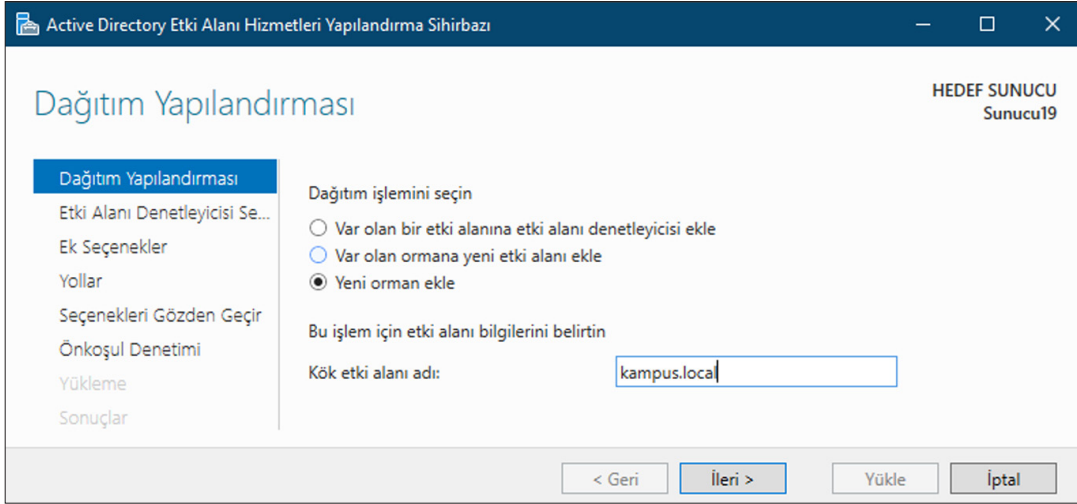 Active Directory Etki Alanı Hizmetleri Yapılandırma Sihirbazı
Dağıtım Yapılandırması
HEDEF SUNUCU
Sunucu19
Dağıtım Yapılandırması
Etki Alanı Denetleyicisi Se...
Ek Seçenekler
Yollar
Seçenekleri Gözden Geçir
Önkoşul Denetimi
Yükleme
Sonuçlar
Dağıtım işlemini seçin
Var olan bir etki alanına etki alanı denetleyicisi ekle
Var olan ormana yeni etki alanı ekle
Yeni orman ekle
Bu işlem için etki alanı bilgilerini belirtin
Kök etki alanı adı: kampus.local
< Geri İleri > Yükle İptal